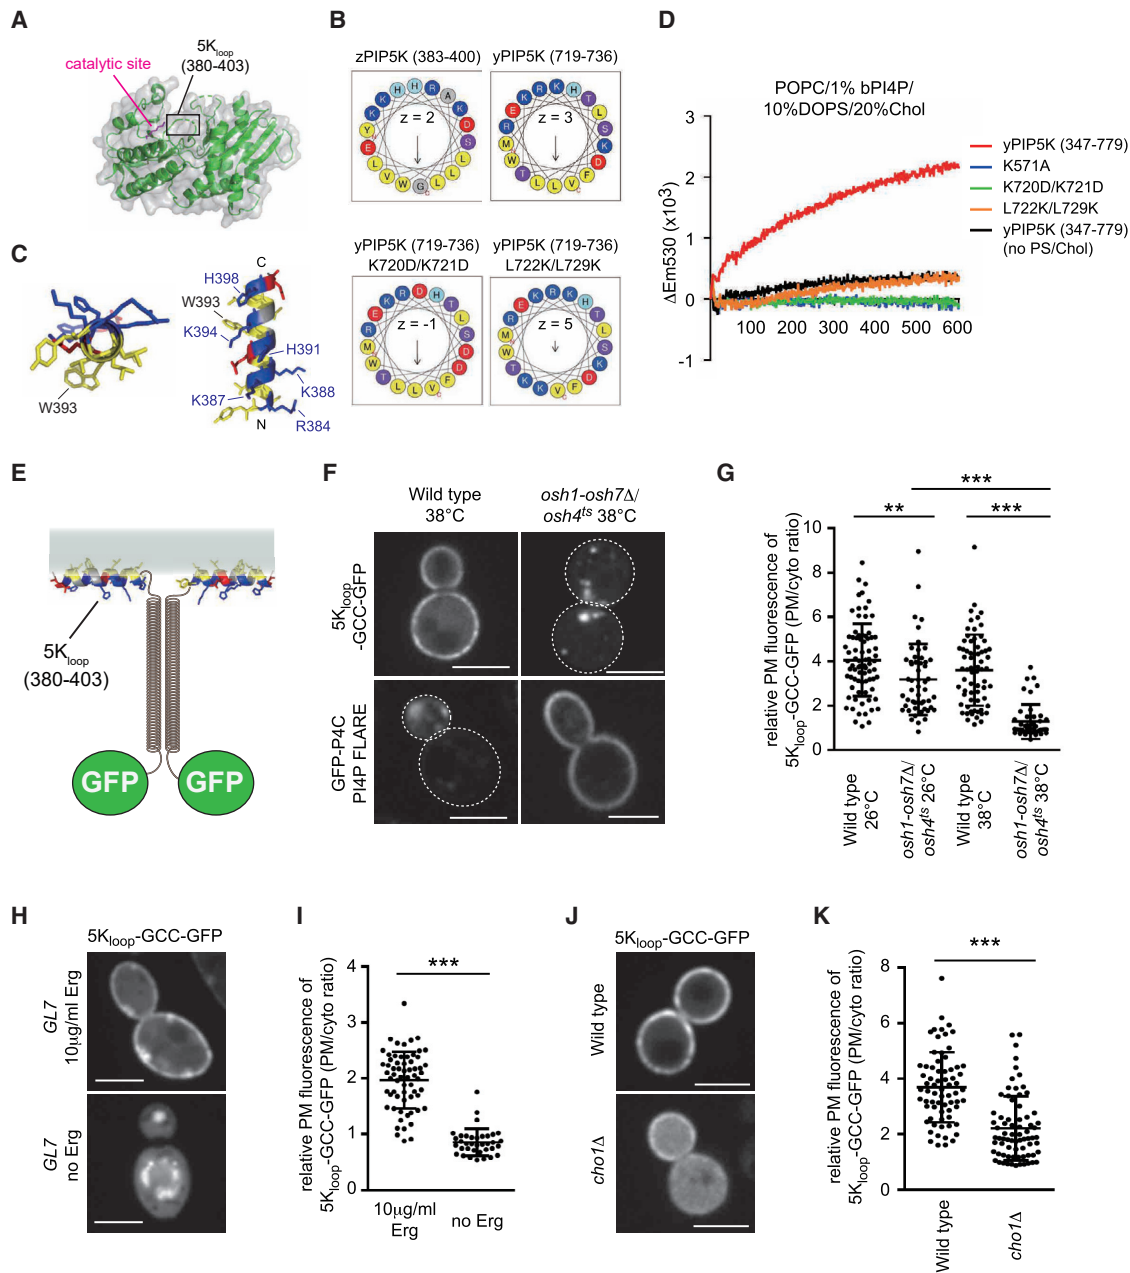 A
catalytic site
5Kloop
(380-403)
B
zPIP5K (383-400)
z = 2
yPIP5K (719-736)
z = 3
yPIP5K (719-736)
K720D/K721D
z = -1
yPIP5K (719-736)
L722K/L729K
z = 5
C
W393
C
H398
W393
K394
H391
K388
K387
R384
N
D
POPC/1% bPI4P/
10%DOPS/20%Chol
ΔEm530 (x10³)
3
2
1
0
-1
100 200 300 400 500 600
yPIP5K (347-779)
K571A
K720D/K721D
L722K/L729K
yPIP5K (347-779)
(no PS/Chol)
E
5Kloop
(380-403)
GFP
GFP
F
Wild type
38°C
osh1-osh7Δ/
osh4ts 38°C
5Kloop
-GCC-GFP
GFP-P4C
PI4P FLARE
G
relative PM fluorescence of
5Kloop-GCC-GFP (PM/cyto ratio)
10
8
6
4
2
0
***
**
***
Wild type
26°C
osh1-osh7Δ/
osh4ts 26°C
Wild type
38°C
osh1-osh7Δ/
osh4ts 38°C
H
5Kloop-GCC-GFP
GL7
10µg/ml Erg
GL7
no Erg
I
relative PM fluorescence of
5Kloop-GCC-GFP (PM/cyto ratio)
4
3
2
1
0
***
10µg/ml
Erg
no Erg
J
5Kloop-GCC-GFP
Wild type
cho1Δ
K
relative PM fluorescence of
5Kloop-GCC-GFP (PM/cyto ratio)
8
6
4
2
0
***
Wild type
cho1Δ